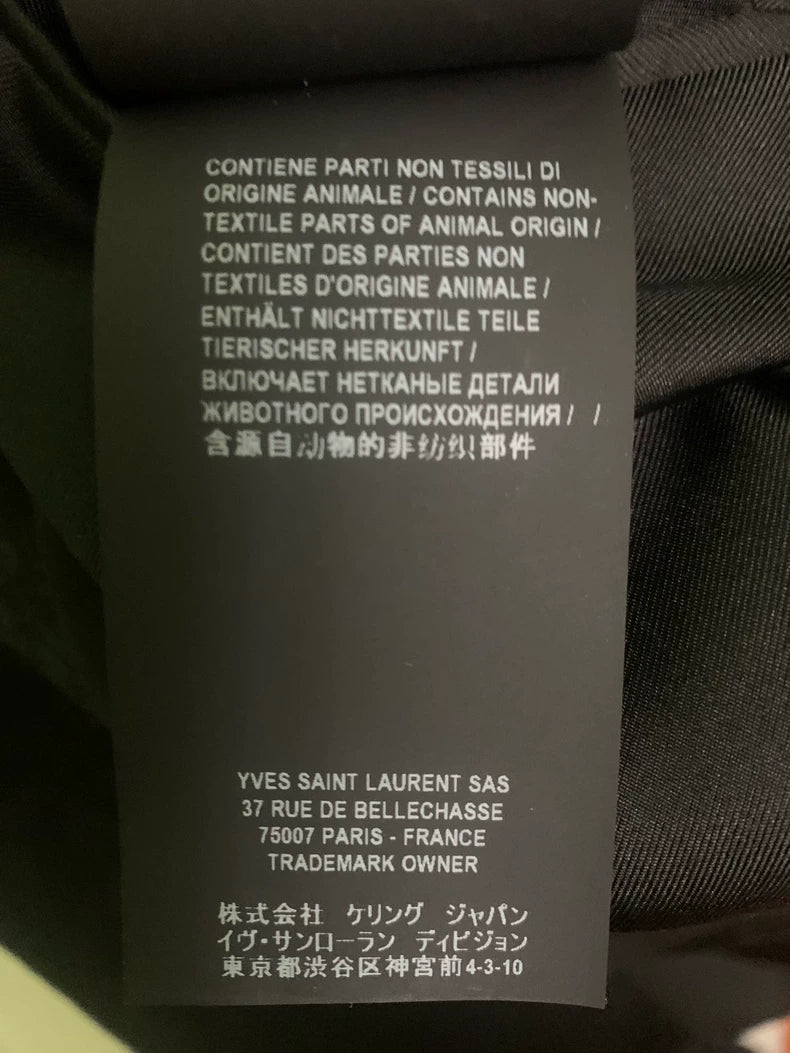 CONTIENE PARTI NON TESSILI DI
ORIGINE ANIMALE / CONTAINS NON-
TEXTILE PARTS OF ANIMAL ORIGIN /
CONTIENT DES PARTIES NON
TEXTILES D'ORIGINE ANIMALE /
ENTHÄLT NICHTTEXTILE TEILE
TIERISCHER HERKUNFT /
ВКЛЮЧАЕТ НЕТКАНЫЕ ДЕТАЛИ
ЖИВОТНОГО ПРОИСХОЖДЕНИЯ / /
含源自动物的非纺织部件
YVES SAINT LAURENT SAS
37 RUE DE BELLECHASSE
75007 PARIS - FRANCE
TRADEMARK OWNER
株式会社 ケリング ジャパン
イヴ・サンローラン ディビジョン
東京都渋谷区神宮前4-3-10